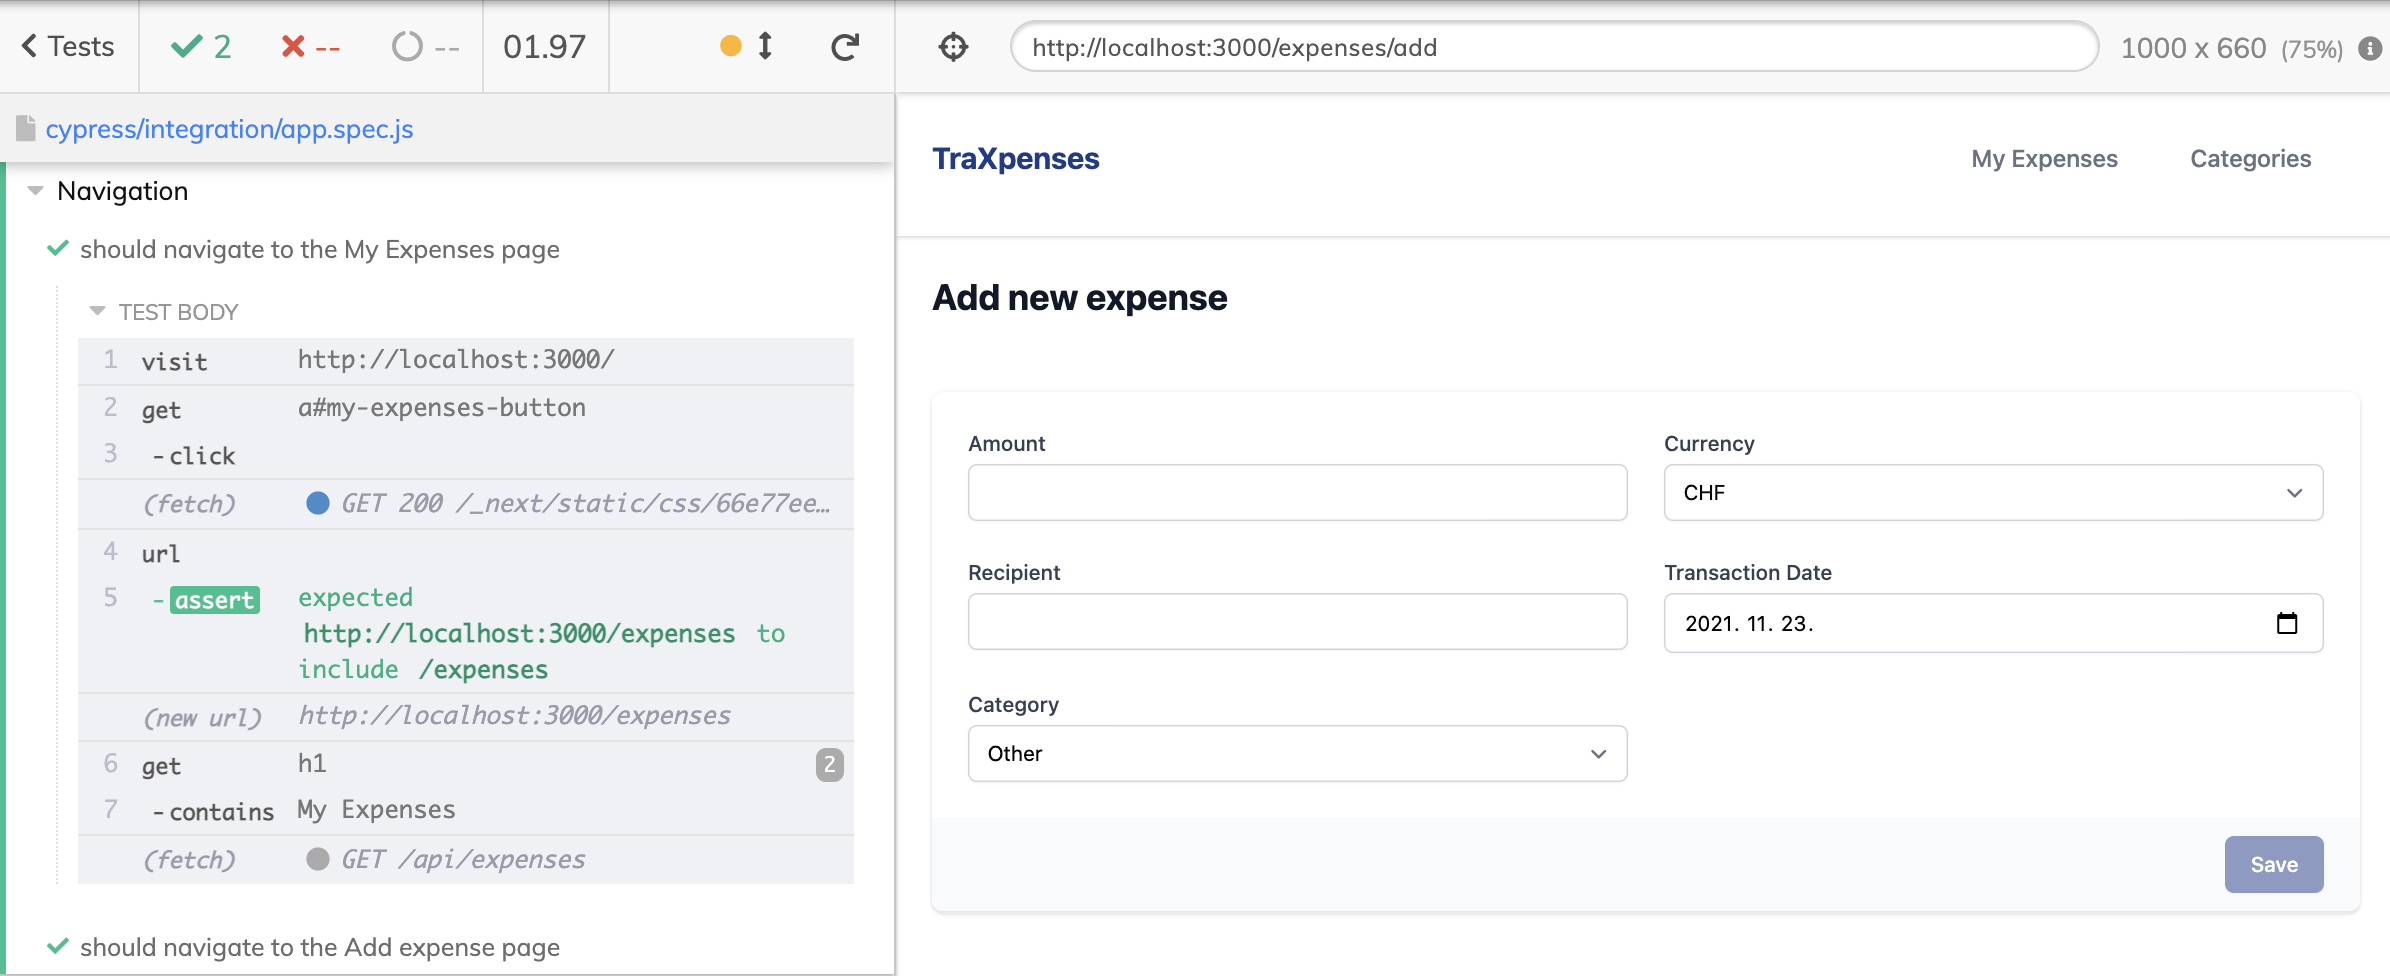 Tests
2
--
--
01.97
http://localhost:3000/expenses/add
1000 x 660 (75%)
cypress/integration/app.spec.js
Navigation
should navigate to the My Expenses page
TEST BODY
1 visit http://localhost:3000/
2 get a#my-expenses-button
3 -click
(fetch) GET 200 /_next/static/css/66e77ee…
4 url
5 -assert expected
http://localhost:3000/expenses to
include /expenses
(new url) http://localhost:3000/expenses
6 get h1 2
7 -contains My Expenses
(fetch) GET /api/expenses
should navigate to the Add expense page
TraXpenses
My Expenses
Categories
Add new expense
Amount
Currency
CHF
Recipient
Transaction Date
2021. 11. 23.
Category
Other
Save